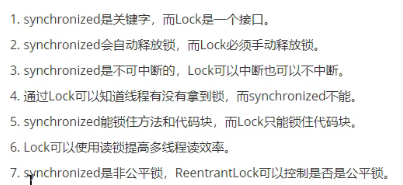 1. synchronized是关键字，而Lock是一个接口。
2. synchronized会自动释放锁，而Lock必须手动释放锁。
3. synchronized是不可中断的，Lock可以中断也可以不中断。
4. 通过Lock可以知道线程有没有拿到锁，而synchronized不能。
5. synchronized能锁住方法和代码块，而Lock只能锁住代码块。
6. Lock可以使用读锁提高多线程读效率。
7. synchronized是非公平锁，ReentrantLock可以控制是否是公平锁。